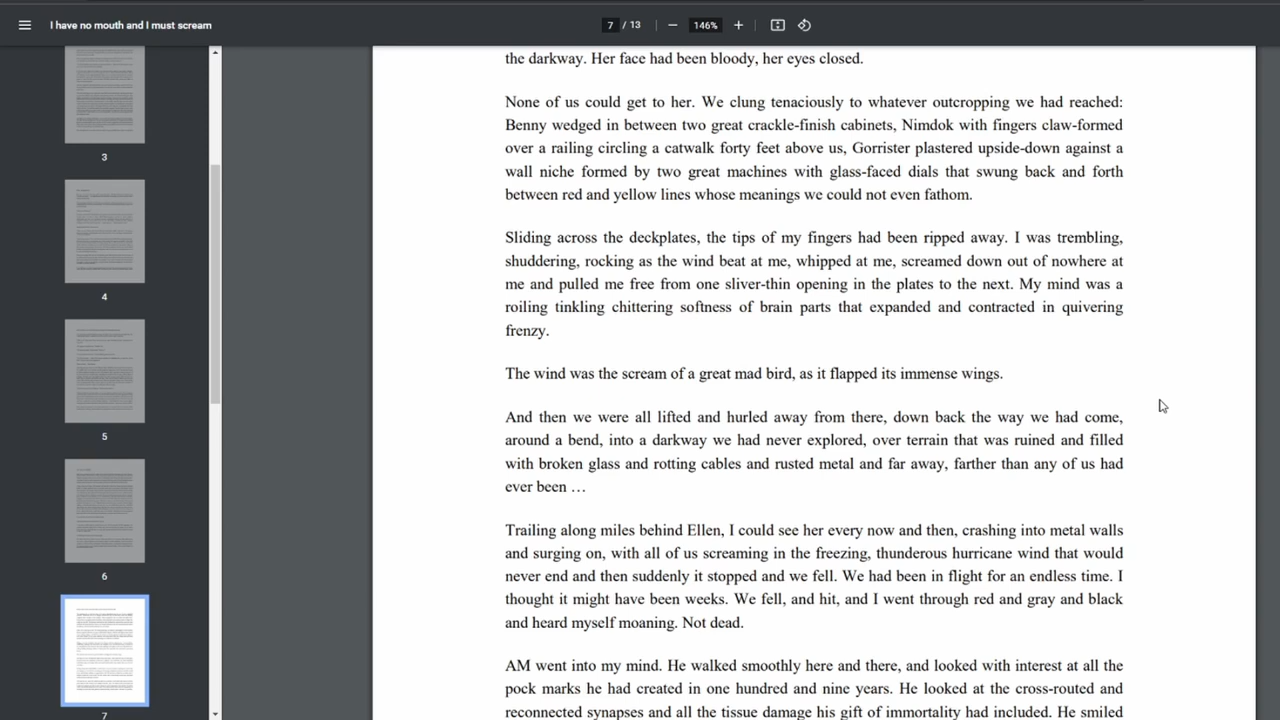 I have no mouth and I must scream
7 / 13
146%
3
4
5
6
7
the darkway. Her face had been bloody, her eyes closed.
None of us could get to her. We clung tenaciously to whatever outcropping we had reached:
Benny wedged in between two great crackle-finish cabinets, Nimdok with fingers claw-formed
over a railing circling a catwalk forty feet above us, Gorrister plastered upside-down against a
wall niche formed by two great machines with glass-faced dials that swung back and forth
between red and yellow lines whose meanings we could not even fathom.
Sliding across the deckplates, the tips of my fingers had been ripped away. I was trembling,
shuddering, rocking as the wind beat at me, whipped at me, screamed down out of nowhere at
me and pulled me free from one sliver-thin opening in the plates to the next. My mind was a
roiling tinkling chittering softness of brain parts that expanded and contracted in quivering
frenzy.
The wind was the scream of a great mad bird, as it flapped its immense wings.
And then we were all lifted and hurled away from there, down back the way we had come,
around a bend, into a darkway we had never explored, over terrain that was ruined and filled
with broken glass and rotting cables and rusted metal and far away, farther than any of us had
ever been …
Trailing along miles behind Ellen, I could see her every now and then, crashing into metal walls
and surging on, with all of us screaming in the freezing, thunderous hurricane wind that would
never end and then suddenly it stopped and we fell. We had been in flight for an endless time. I
thought it might have been weeks. We fell, and hit, and I went through red and gray and black
and heard myself moaning. Not dead.
AM went into my mind. He walked smoothly here and there, and looked with interest at all the
pock marks he had created in one hundred and nine years. He looked at the cross-routed and
reconnected synapses and all the tissue damage his gift of immortality had included. He smiled